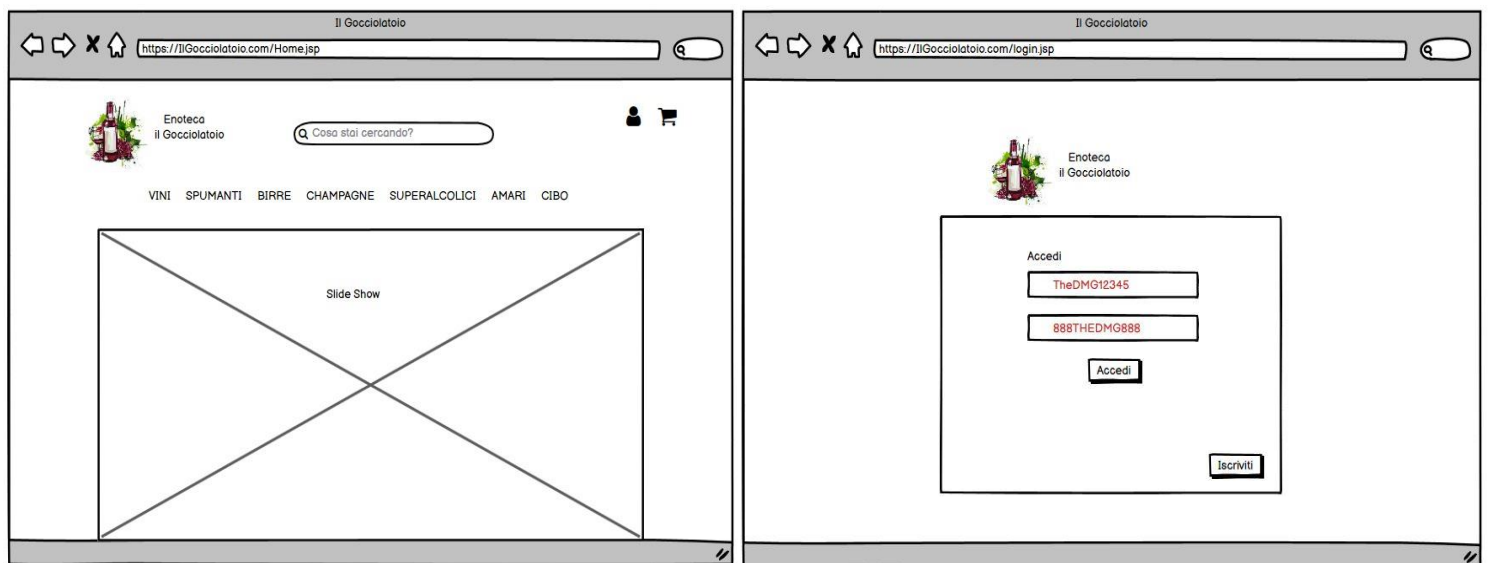 Il Gocciolatoio
https://IlGocciolatoio.com/Home.jsp
Enoteca
il Gocciolatoio
Cosa stai cercando?
VINI SPUMANTI BIRRE CHAMPAGNE SUPERALCOLICI AMARI CIBO
Slide Show
Il Gocciolatoio
https://IlGocciolatoio.com/login.jsp
Enoteca
il Gocciolatoio
Accedi
TheDMG12345
888THEDMG888
Accedi
Iscriviti